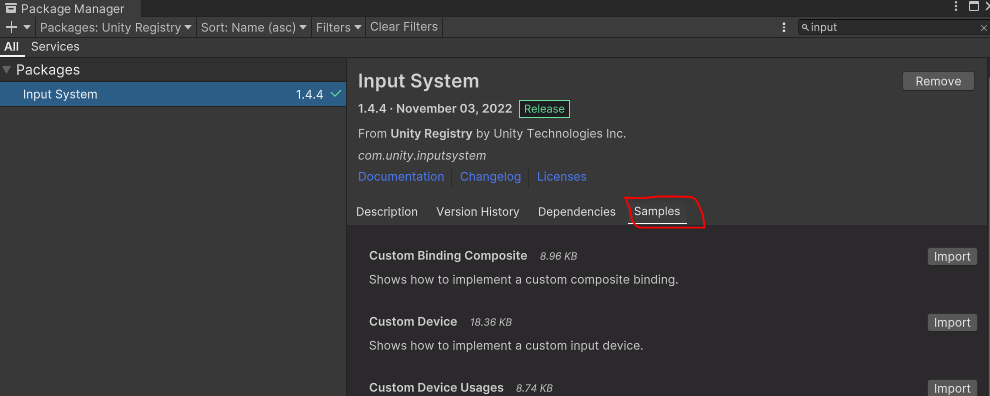 Package Manager
Packages: Unity Registry Sort: Name (asc) Filters Clear Filters input
All Services
Packages
Input System 1.4.4
Input System Remove
1.4.4 · November 03, 2022 Release
From Unity Registry by Unity Technologies Inc.
com.unity.inputsystem
Documentation Changelog Licenses
Description Version History Dependencies Samples
Custom Binding Composite 8.96 KB Import
Shows how to implement a custom composite binding.
Custom Device 18.36 KB Import
Shows how to implement a custom input device.
Custom Device Usages 8.74 KB Import